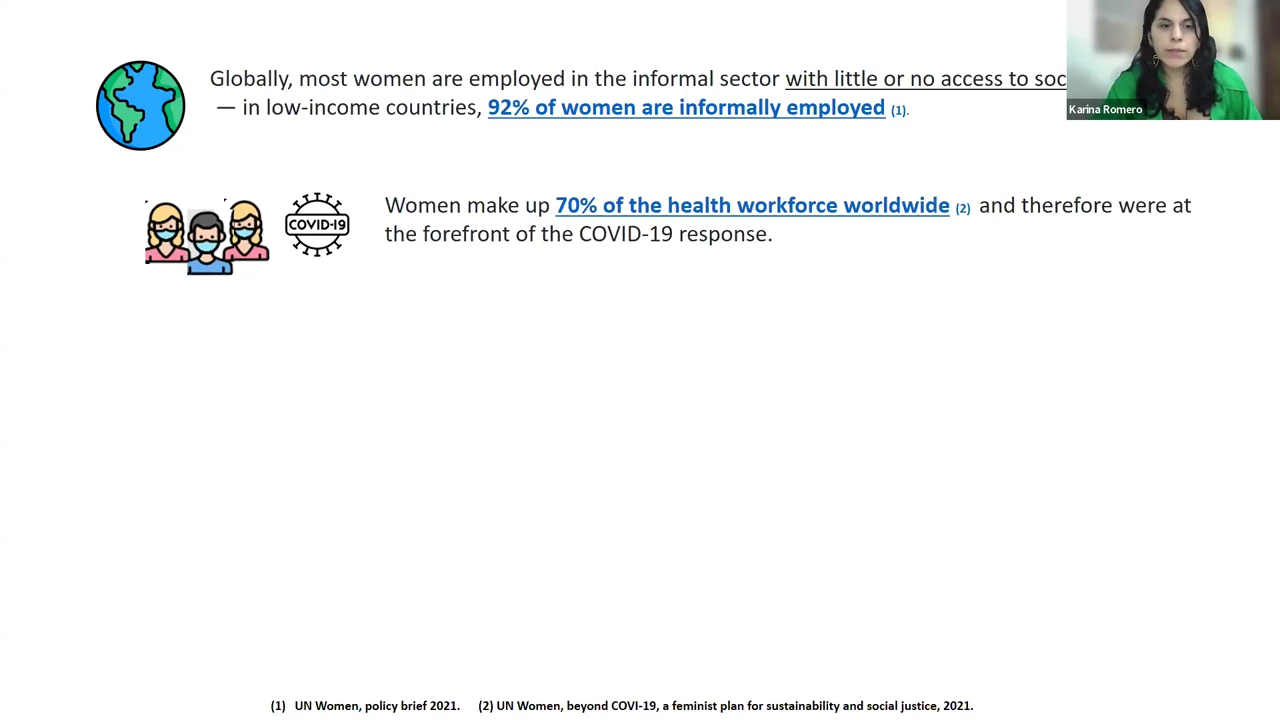 Globally, most women are employed in the informal sector with little or no access to
— in low-income countries, 92% of women are informally employed (1).
Karina Romero
COVID-19
Women make up 70% of the health workforce worldwide (2) and therefore were at
the forefront of the COVID-19 response.
(1) UN Women, policy brief 2021. (2) UN Women, beyond COVI-19, a feminist plan for sustainability and social justice, 2021.